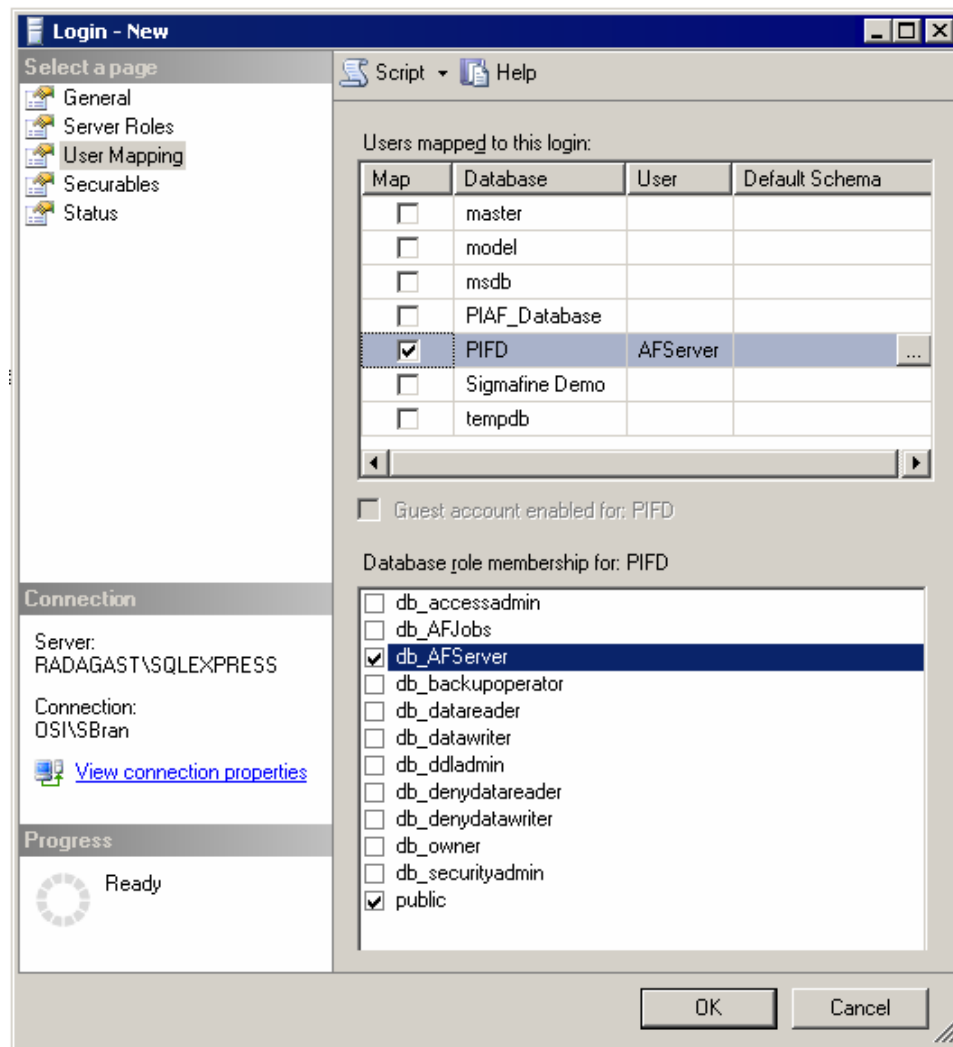 Login - New
Select a page
General
Server Roles
User Mapping
Securables
Status
Script
Help
Users mapped to this login:
Map Database User Default Schema
master
model
msdb
PIAF_Database
PIFD AFServer ...
Sigmafine Demo
tempdb
Guest account enabled for: PIFD
Database role membership for: PIFD
db_accessadmin
db_AFJobs
db_AFServer
db_backupoperator
db_datareader
db_datawriter
db_ddladmin
db_denydatareader
db_denydatawriter
db_owner
db_securityadmin
public
Connection
Server:
RADAGAST\SQLEXPRESS
Connection:
OSI\SBran
View connection properties
Progress
Ready
OK
Cancel